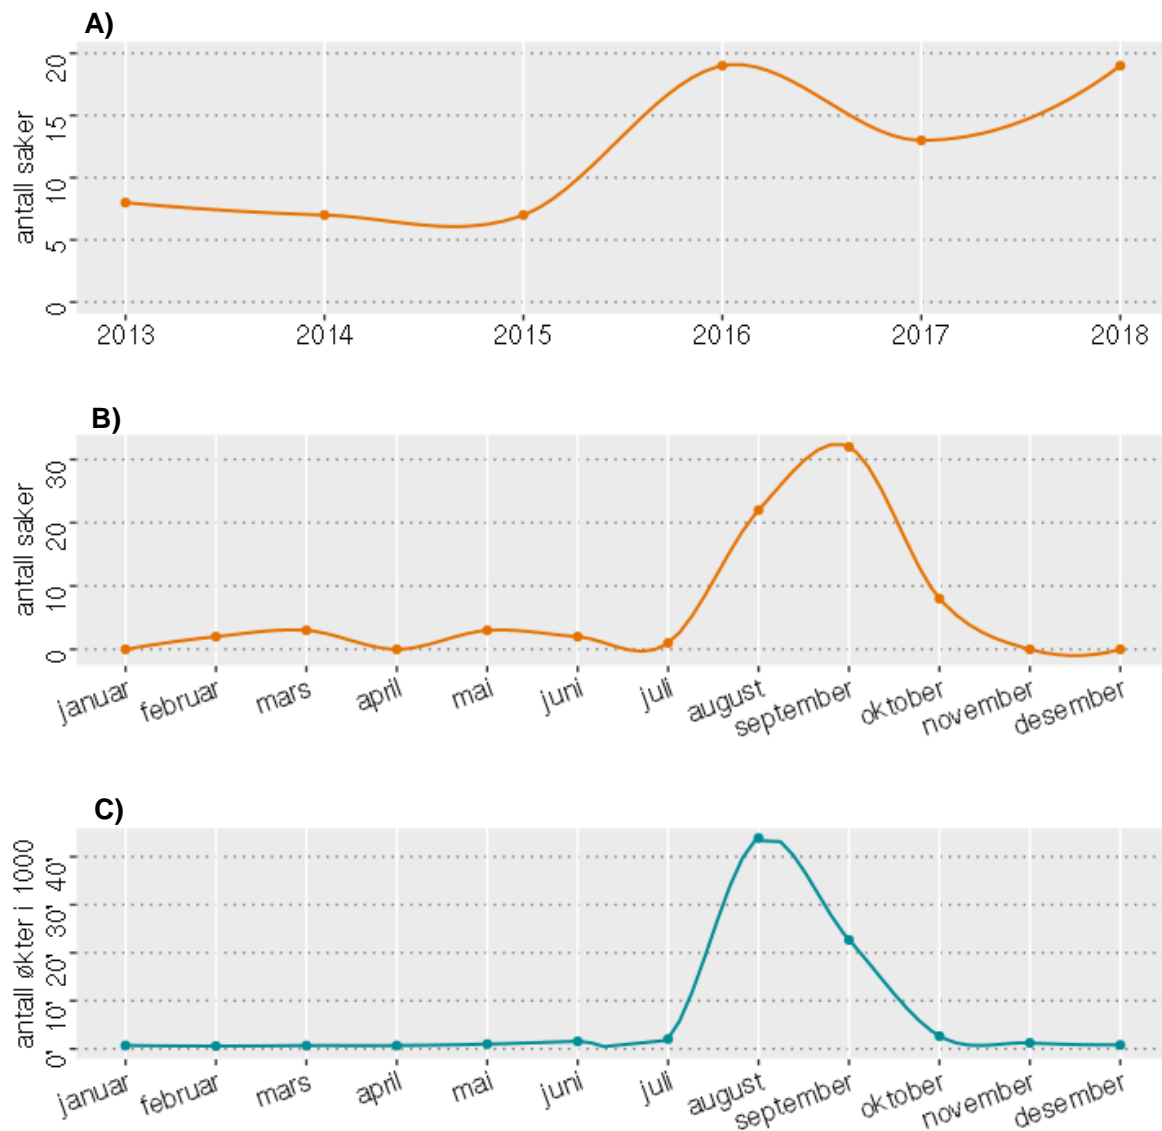 A)
antall saker
20
15
10
5
0
2013 2014 2015 2016 2017 2018
B)
antall saker
30
20
10
0
januar februar mars april mai juni juli august september oktober november desember
C)
antall økter i 1000
40'
30'
20'
10'
0'
januar februar mars april mai juni juli august september oktober november desember